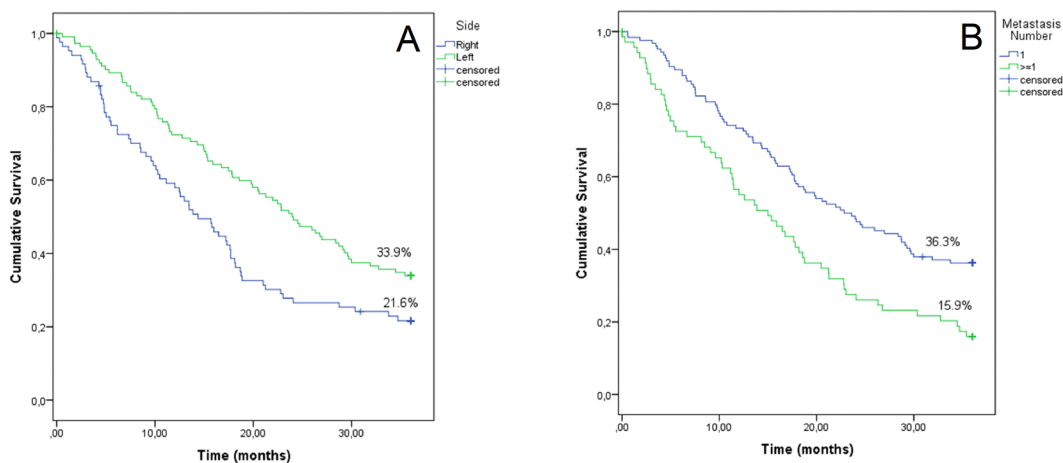 A
Side
Right
Left
censored
censored
Cumulative Survival
1,0
0,8
0,6
0,4
0,2
0,0
33.9%
21.6%
,00
10,00
20,00
30,00
Time (months)
B
Metastasis
Number
1
>=1
censored
censored
Cumulative Survival
1,0
0,8
0,6
0,4
0,2
0,0
36.3%
15.9%
,00
10,00
20,00
30,00
Time (months)